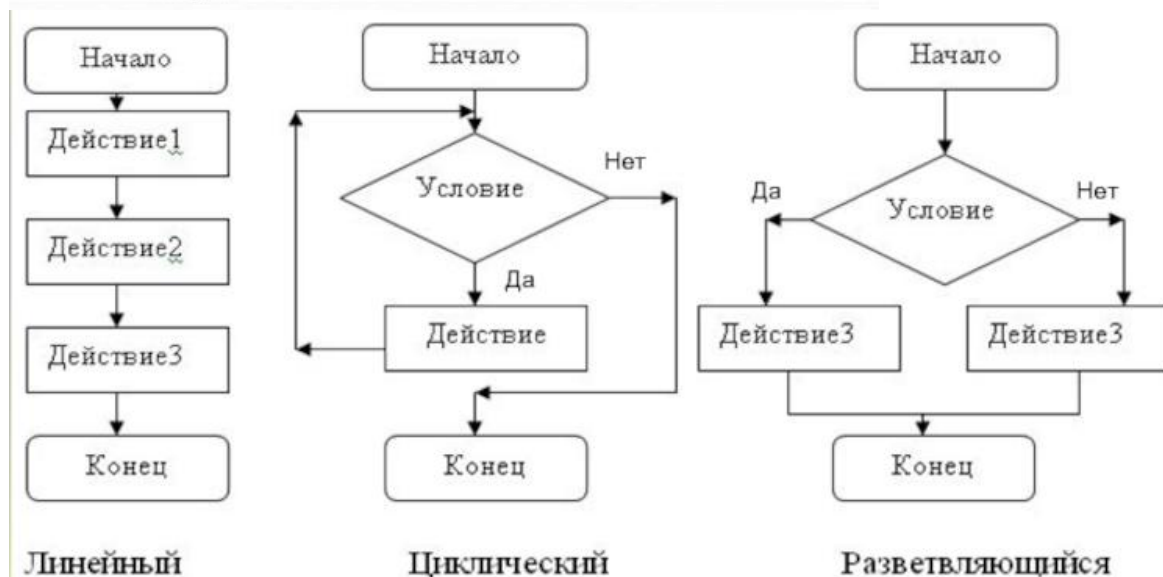 Начало
Действие1
Действие2
Действие3
Конец
Линейный
Начало
Условие
Нет
Да
Действие
Конец
Циклический
Начало
Да
Условие
Нет
Действие3
Действие3
Конец
Разветвляющийся